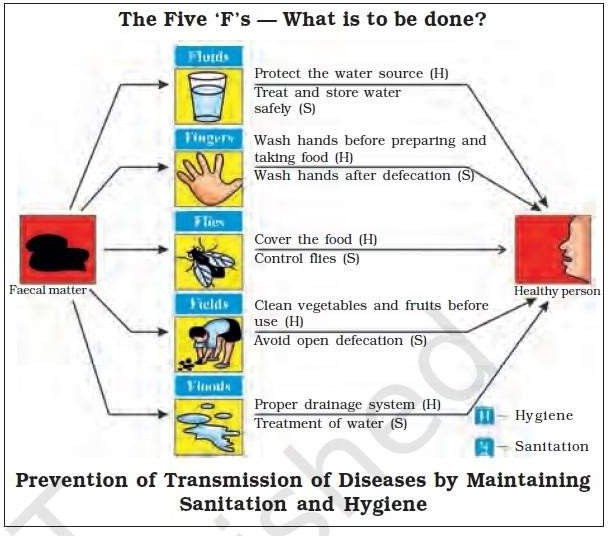 The Five ‘F’s — What is to be done?
Fluids
Protect the water source (H)
Treat and store water
safely (S)
Fingers
Wash hands before preparing and
taking food (H)
Wash hands after defecation (S)
Flies
Cover the food (H)
Control flies (S)
Faecal matter
Healthy person
Fields
Clean vegetables and fruits before
use (H)
Avoid open defecation (S)
Floods
Proper drainage system (H)
Treatment of water (S)
H – Hygiene
S – Sanitation
Prevention of Transmission of Diseases by Maintaining
Sanitation and Hygiene